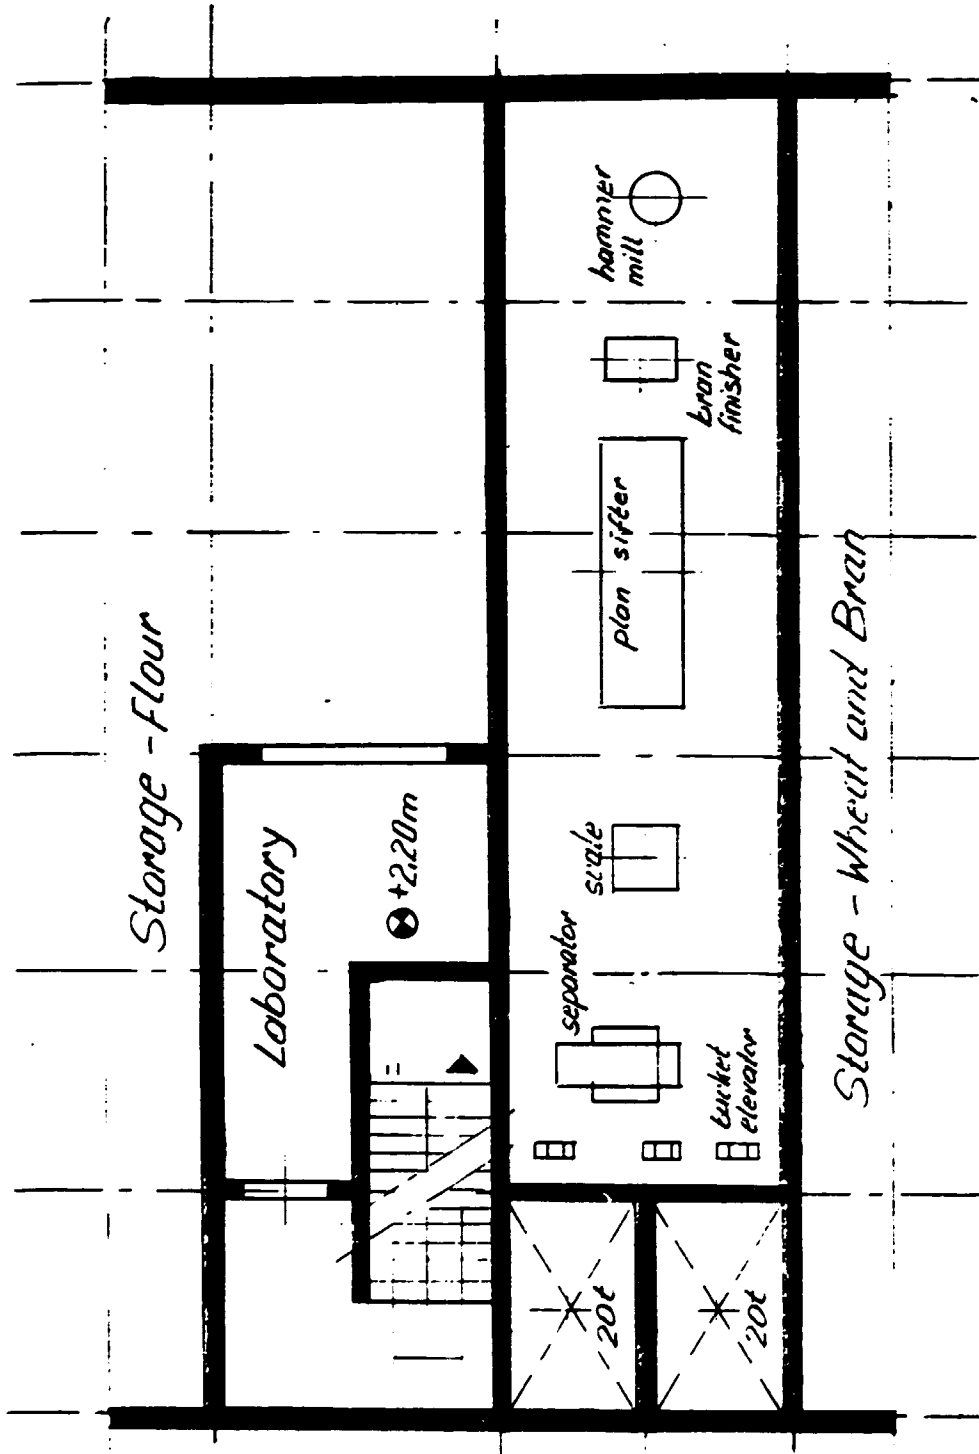 Storage - Flour
Laboratory
+2.20m
hammer
mill
bran
finisher
plan sifter
scale
separator
bucket
elevator
20t
20t
Storage - Wheat and Bran